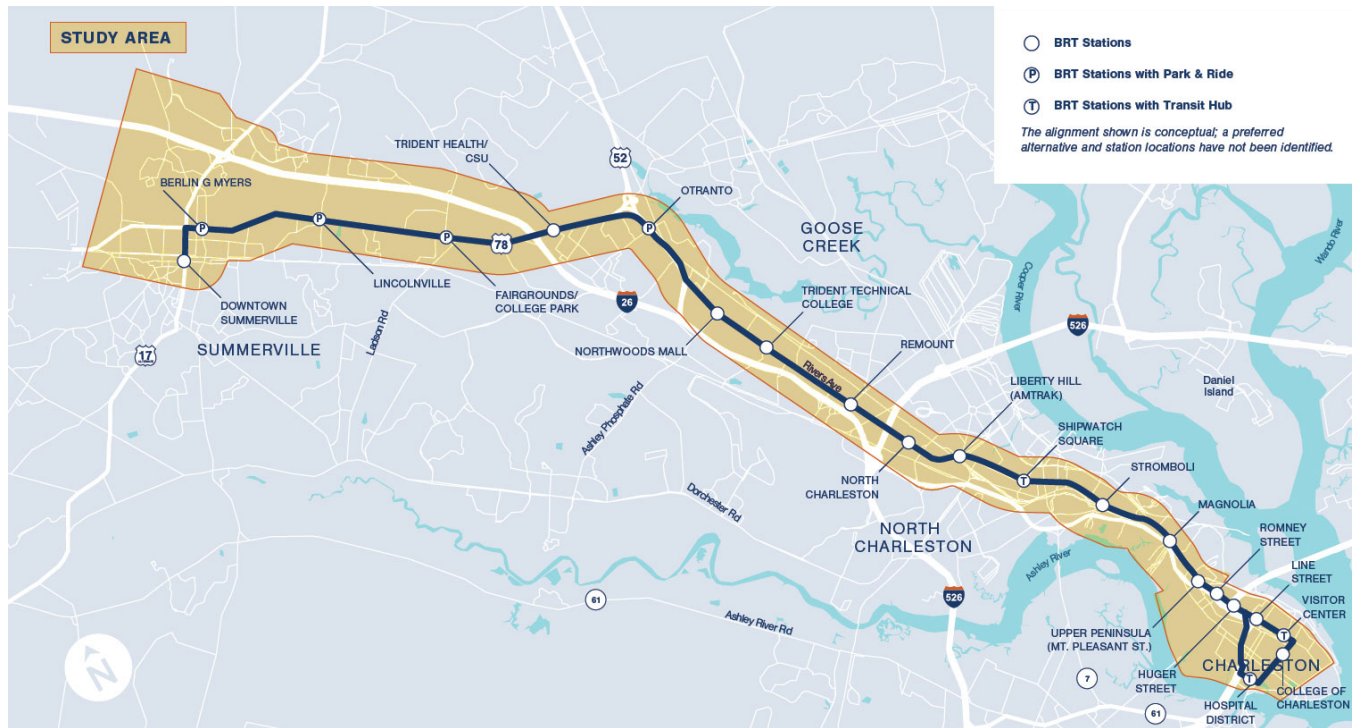 STUDY AREA
BRT Stations
P
BRT Stations with Park & Ride
T
BRT Stations with Transit Hub
The alignment shown is conceptual; a preferred
alternative and station locations have not been identified.
TRIDENT HEALTH/
CSU
52
OTRANTO
BERLIN G MYERS
P
P
P
P
78
GOOSE
CREEK
Cooper River
Wando River
DOWNTOWN
SUMMERVILLE
LINCOLNVILLE
FAIRGROUNDS/
COLLEGE PARK
26
TRIDENT TECHNICAL
COLLEGE
526
SUMMERVILLE
17
Ladson Rd
NORTHWOODS MALL
REMOUNT
Rivers Ave
LIBERTY HILL
(AMTRAK)
Daniel
Island
Ashley Phosphate Rd
SHIPWATCH
SQUARE
T
STROMBOLI
NORTH
CHARLESTON
Dorchester Rd
MAGNOLIA
NORTH
CHARLESTON
ROMNEY
STREET
Ashley River
LINE
STREET
61
526
VISITOR
CENTER
T
Ashley River Rd
UPPER PENINSULA
(MT. PLEASANT ST.)
N
7
HUGER
STREET
CHARLESTON
T
COLLEGE OF
CHARLESTON
HOSPITAL
DISTRICT
61